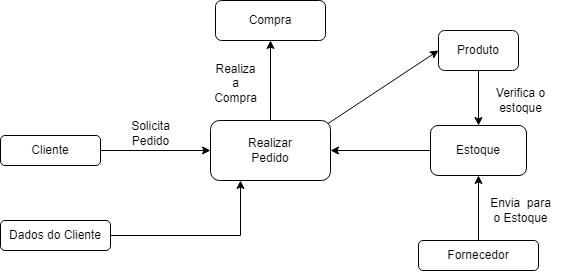 Compra
Produto
Realiza
a
Compra
Verifica o
estoque
Solicita
Pedido
Cliente
Realizar
Pedido
Estoque
Envia  para
o Estoque
Dados do Cliente
Fornecedor